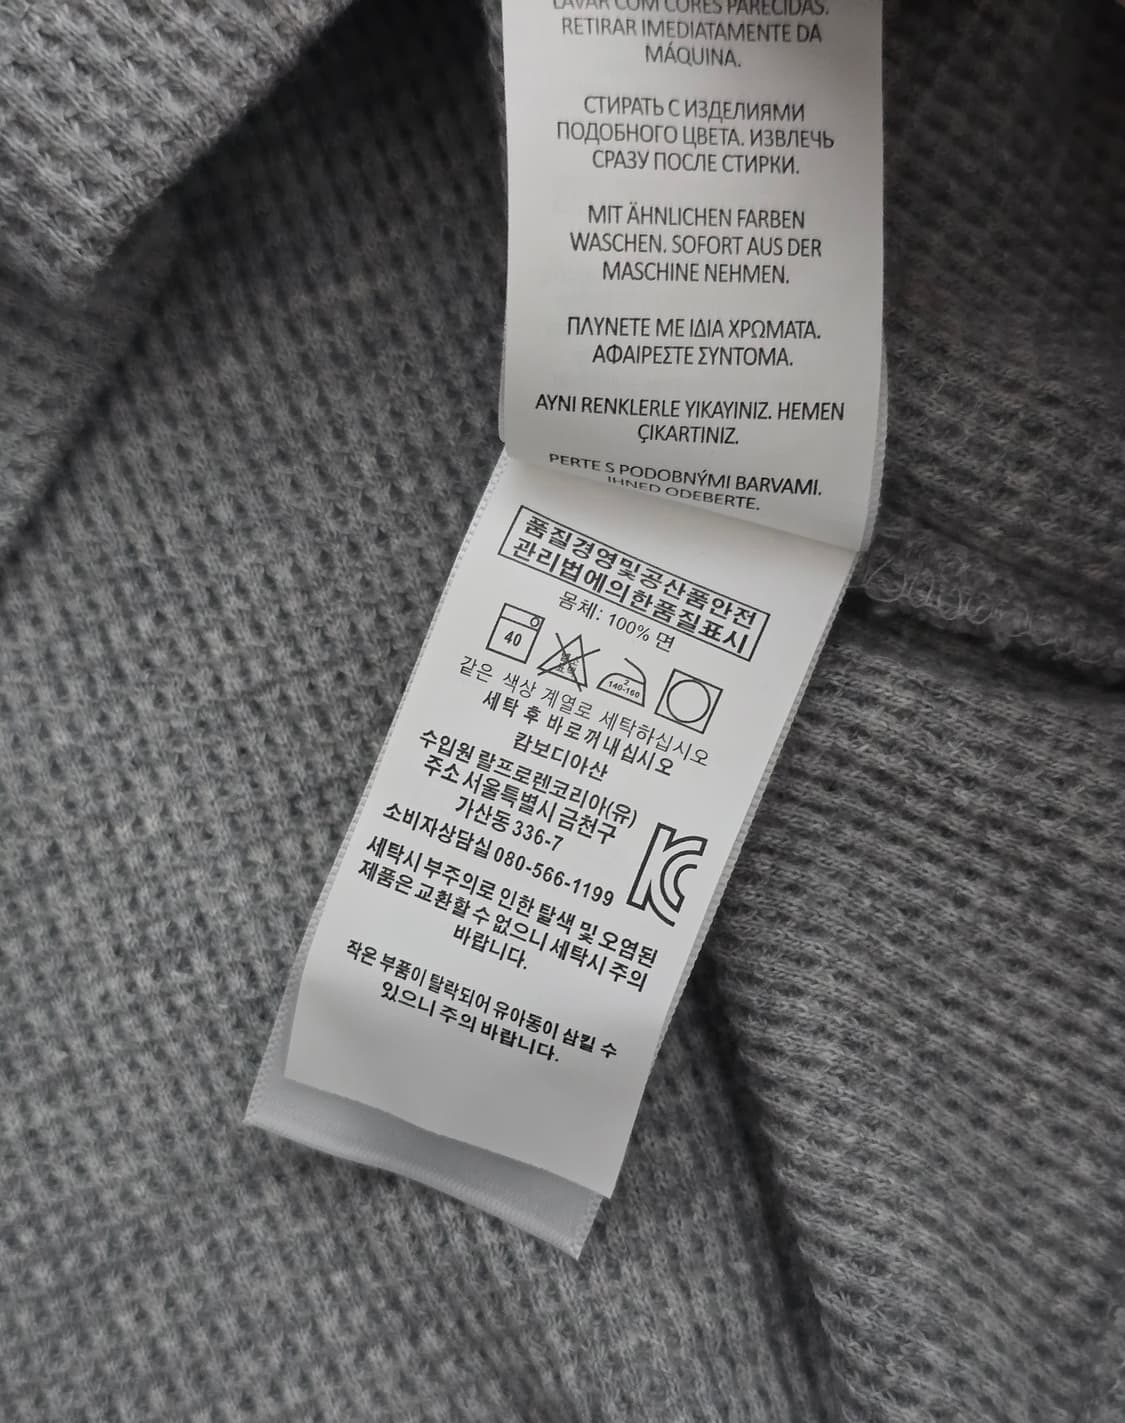 LAVAR COM CORES PARECIDAS.
RETIRAR IMEDIATAMENTE DA
MÁQUINA.
СТИРАТЬ С ИЗДЕЛИЯМИ
ПОДОБНОГО ЦВЕТА. ИЗВЛЕЧЬ
СРАЗУ ПОСЛЕ СТИРКИ.
MIT ÄHNLICHEN FARBEN
WASCHEN. SOFORT AUS DER
MASCHINE NEHMEN.
ΠΛΥΝΕΤΕ ΜΕ ΙΔΙΑ ΧΡΩΜΑΤΑ.
ΑΦΑΙΡΕΣΤΕ ΣΥΝΤΟΜΑ.
AYNI RENKLERLE YIKAYINIZ. HEMEN
ÇIKARTINIZ.
PERTE S PODOBNÝMI BARVAMI.
IHNED ODEBERTE.
품질경영및공산품안전
관리법에의한품질표시
몸체: 100% 면
40
염소
표백
2
140-160
같은 색상 계열로 세탁하십시오
세탁 후 바로꺼내십시오
캄보디아산
수입원 랄프로렌코리아(유)
주소 서울특별시 금천구
가산동 336-7
소비자상담실 080-566-1199
세탁시 부주의로 인한 탈색 및 오염된
제품은 교환할 수 없으니 세탁시 주의
바랍니다.
작은 부품이 탈락되어 유아동이 삼킬 수
있으니 주의 바랍니다.